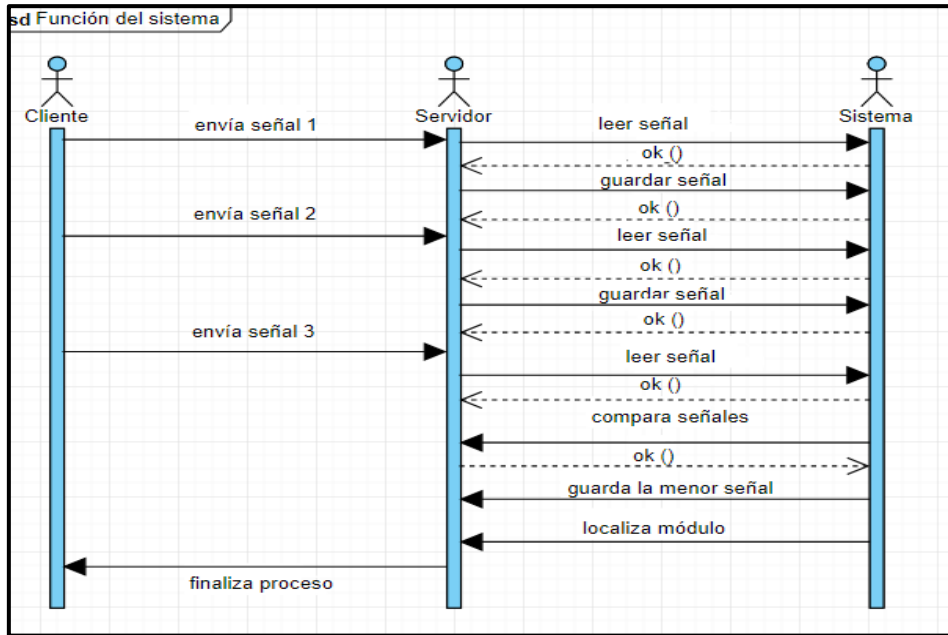 sd Función del sistema
Cliente
Servidor
Sistema
envía señal 1
leer señal
ok ()
guardar señal
envía señal 2
ok ()
leer señal
ok ()
guardar señal
envía señal 3
ok ()
leer señal
ok ()
compara señales
ok ()
guarda la menor señal
localiza módulo
finaliza proceso